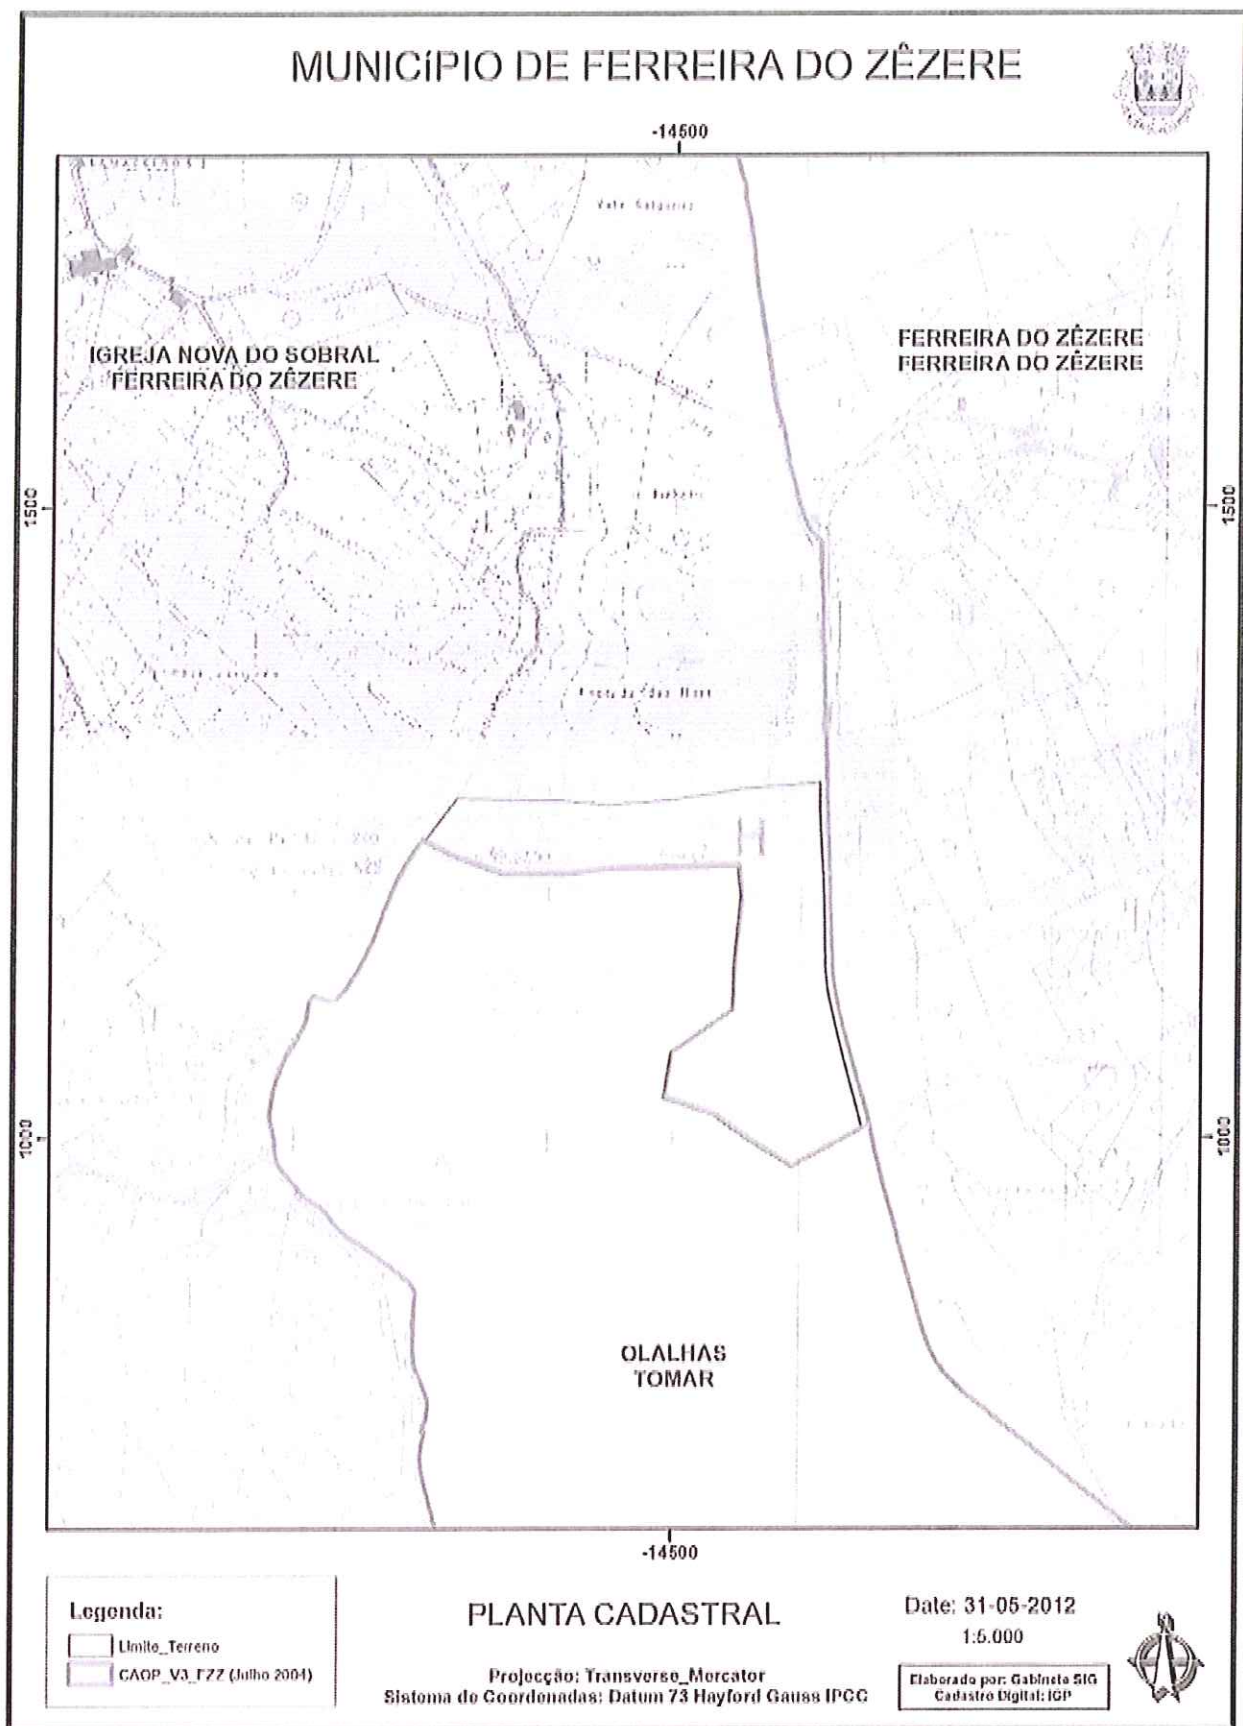 MUNICíPIO DE FERREIRA DO ZÊZERE
-14500
IGREJA NOVA DO SOBRAL
FERREIRA DO ZÊZERE
FERREIRA DO ZÊZERE
FERREIRA DO ZÊZERE
1500
1500
H
1000
1000
OLALHAS
TOMAR
-14500
Legenda:
Limite_Terreno
CAOP_V3_FZZ (Julho 2004)
PLANTA CADASTRAL
Projecção: Transverse_Mercator
Sistema de Coordenadas: Datum 73 Hayford Gauss IPCC
Date: 31-05-2012
1:5.000
Elaborado por: Gabinete SIG
Cadastro Digital: IGP